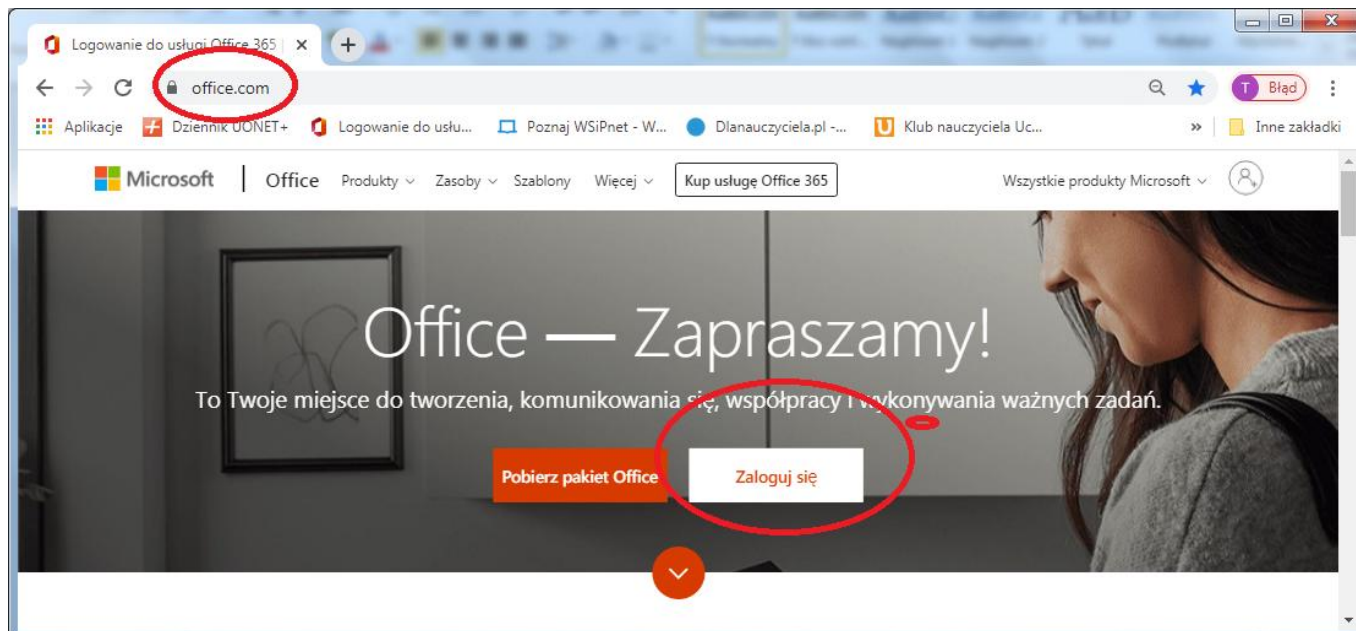 Logowanie do usługi Office 365
office.com
Błąd
Aplikacje Dziennik UONET+ Logowanie do usłu... Poznaj WSiPnet - W... Dlanauczyciela.pl -... Klub nauczyciela Uc... » Inne zakładki
Microsoft | Office Produkty Zasoby Szablony Więcej Kup usługę Office 365 Wszystkie produkty Microsoft
Office — Zapraszamy!
To Twoje miejsce do tworzenia, komunikowania się, współpracy i wykonywania ważnych zadań.
Pobierz pakiet Office Zaloguj się